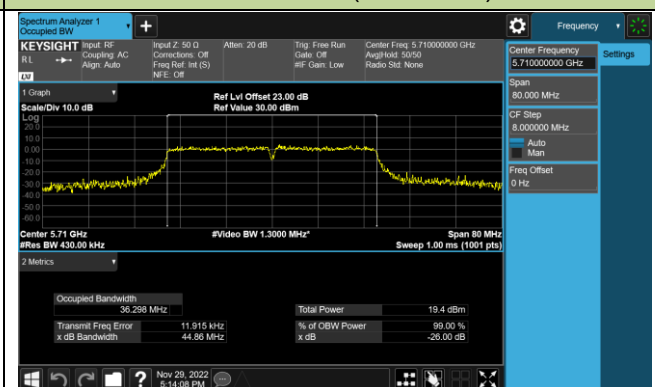 Spectrum Analyzer 1
Occupied BW
+
Frequency
KEYSIGHT
R L
Input: RF
Coupling: AC
Align: Auto
Input Z: 50 Ω
Corrections: Off
Freq Ref: Int (S)
NFE: Off
Atten: 20 dB
Trig: Free Run
Gate: Off
#IF Gain: Low
Center Freq: 5.710000000 GHz
Avg|Hold: 50/50
Radio Std: None
Center Frequency
5.710000000 GHz
Settings
Span
80.000 MHz
CF Step
8.000000 MHz
Auto
Man
Freq Offset
0 Hz
1 Graph
Scale/Div 10.0 dB
Ref Lvl Offset 23.00 dB
Ref Value 30.00 dBm
Log
20.0
10.0
0.00
-10.0
-20.0
-30.0
-40.0
-50.0
-60.0
Center 5.71 GHz
#Video BW 1.3000 MHz*
Span 80 MHz
#Res BW 430.00 kHz
Sweep 1.00 ms (1001 pts)
2 Metrics
Occupied Bandwidth
36.298 MHz
Total Power 19.4 dBm
Transmit Freq Error 11.915 kHz
% of OBW Power 99.00 %
x dB Bandwidth 44.86 MHz
x dB -26.00 dB
?
Nov 29, 2022
5:14:08 PM